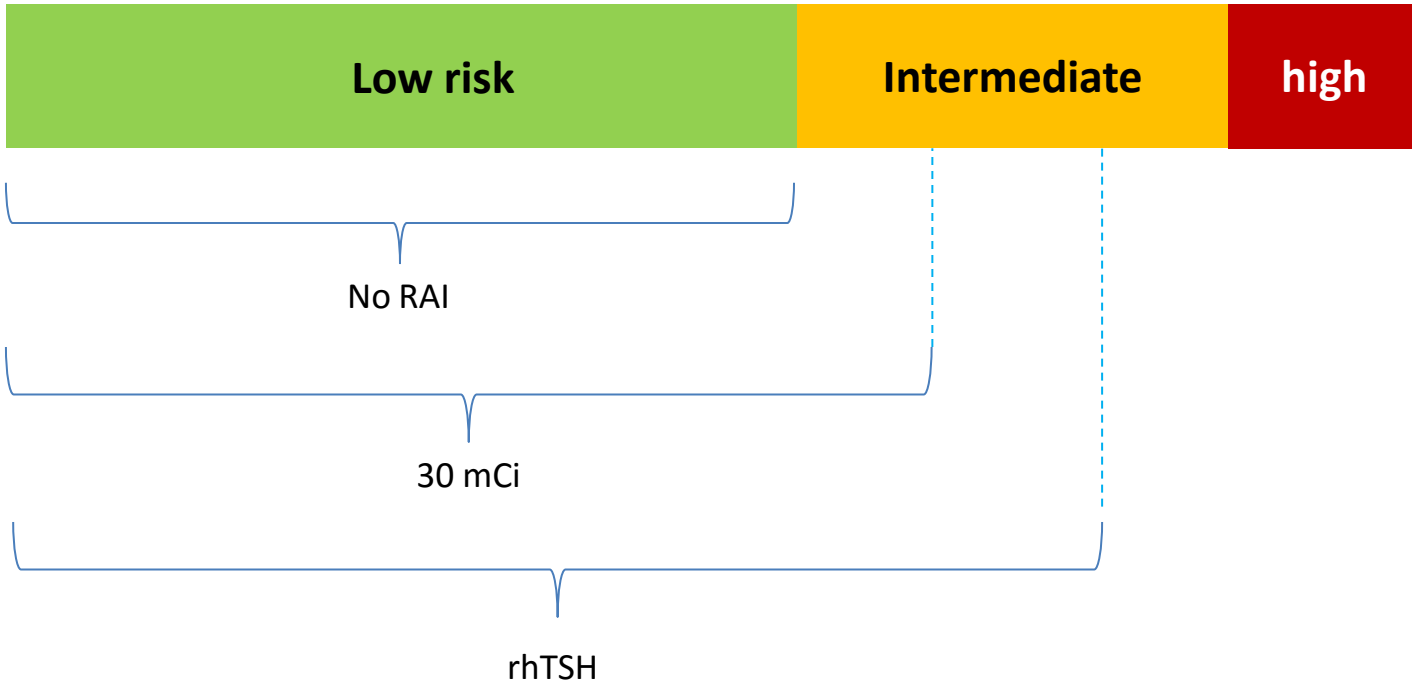 Low risk
Intermediate
high
No RAI
30 mCi
rhTSH